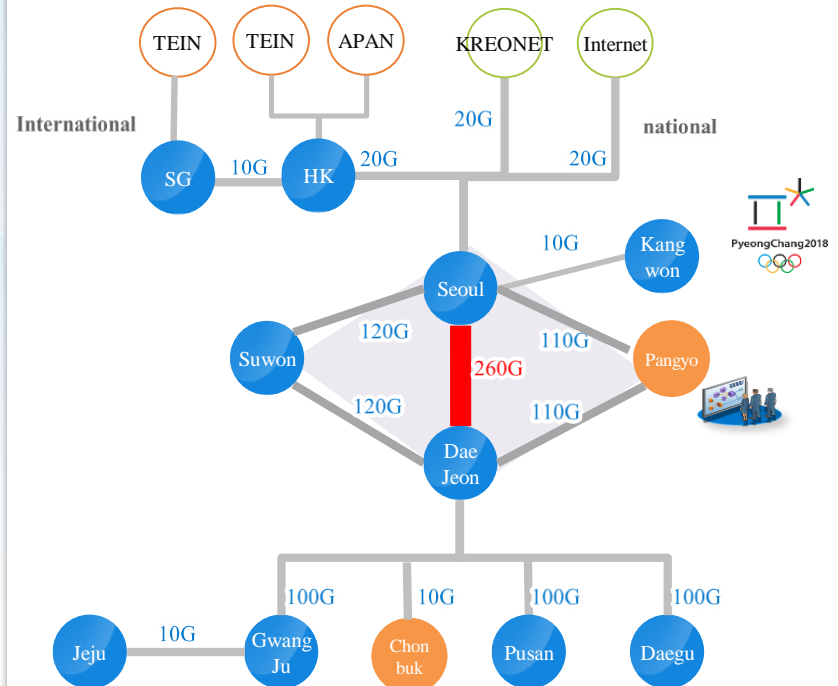 TEIN
TEIN
APAN
KREONET
Internet
International
20G
national
SG
10G
HK
20G
20G
PyeongChang2018
10G
Kang
won
Seoul
120G
110G
Suwon
260G
Pangyo
120G
110G
Dae
Jeon
100G
10G
100G
100G
Jeju
10G
Gwang
Ju
Chon
buk
Pusan
Daegu